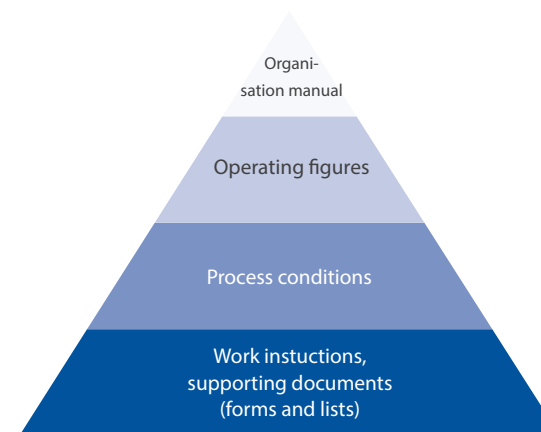 Organi-
sation manual
Operating figures
Process conditions
Work instuctions,
supporting documents
(forms and lists)